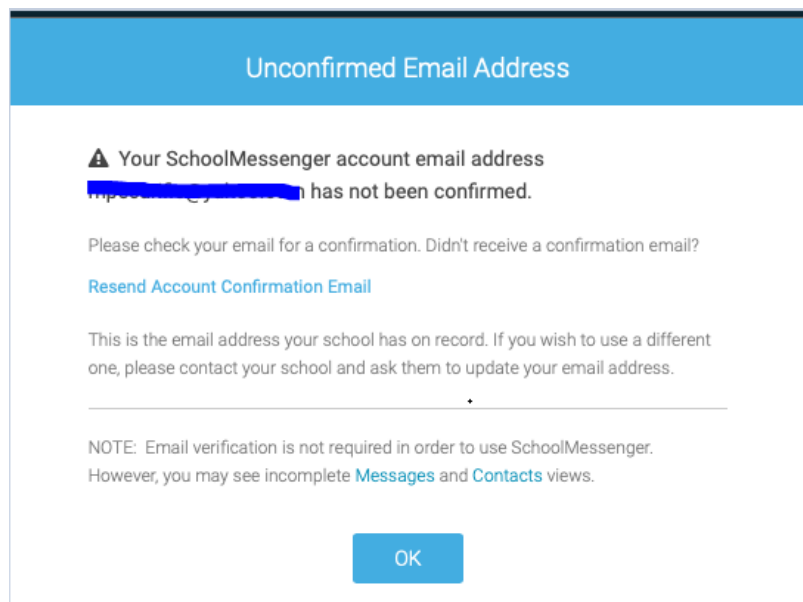 Unconfirmed Email Address
Your SchoolMessenger account email address
has not been confirmed.
Please check your email for a confirmation. Didn't receive a confirmation email?
Resend Account Confirmation Email
This is the email address your school has on record. If you wish to use a different
one, please contact your school and ask them to update your email address.
NOTE: Email verification is not required in order to use SchoolMessenger.
However, you may see incomplete Messages and Contacts views.
OK